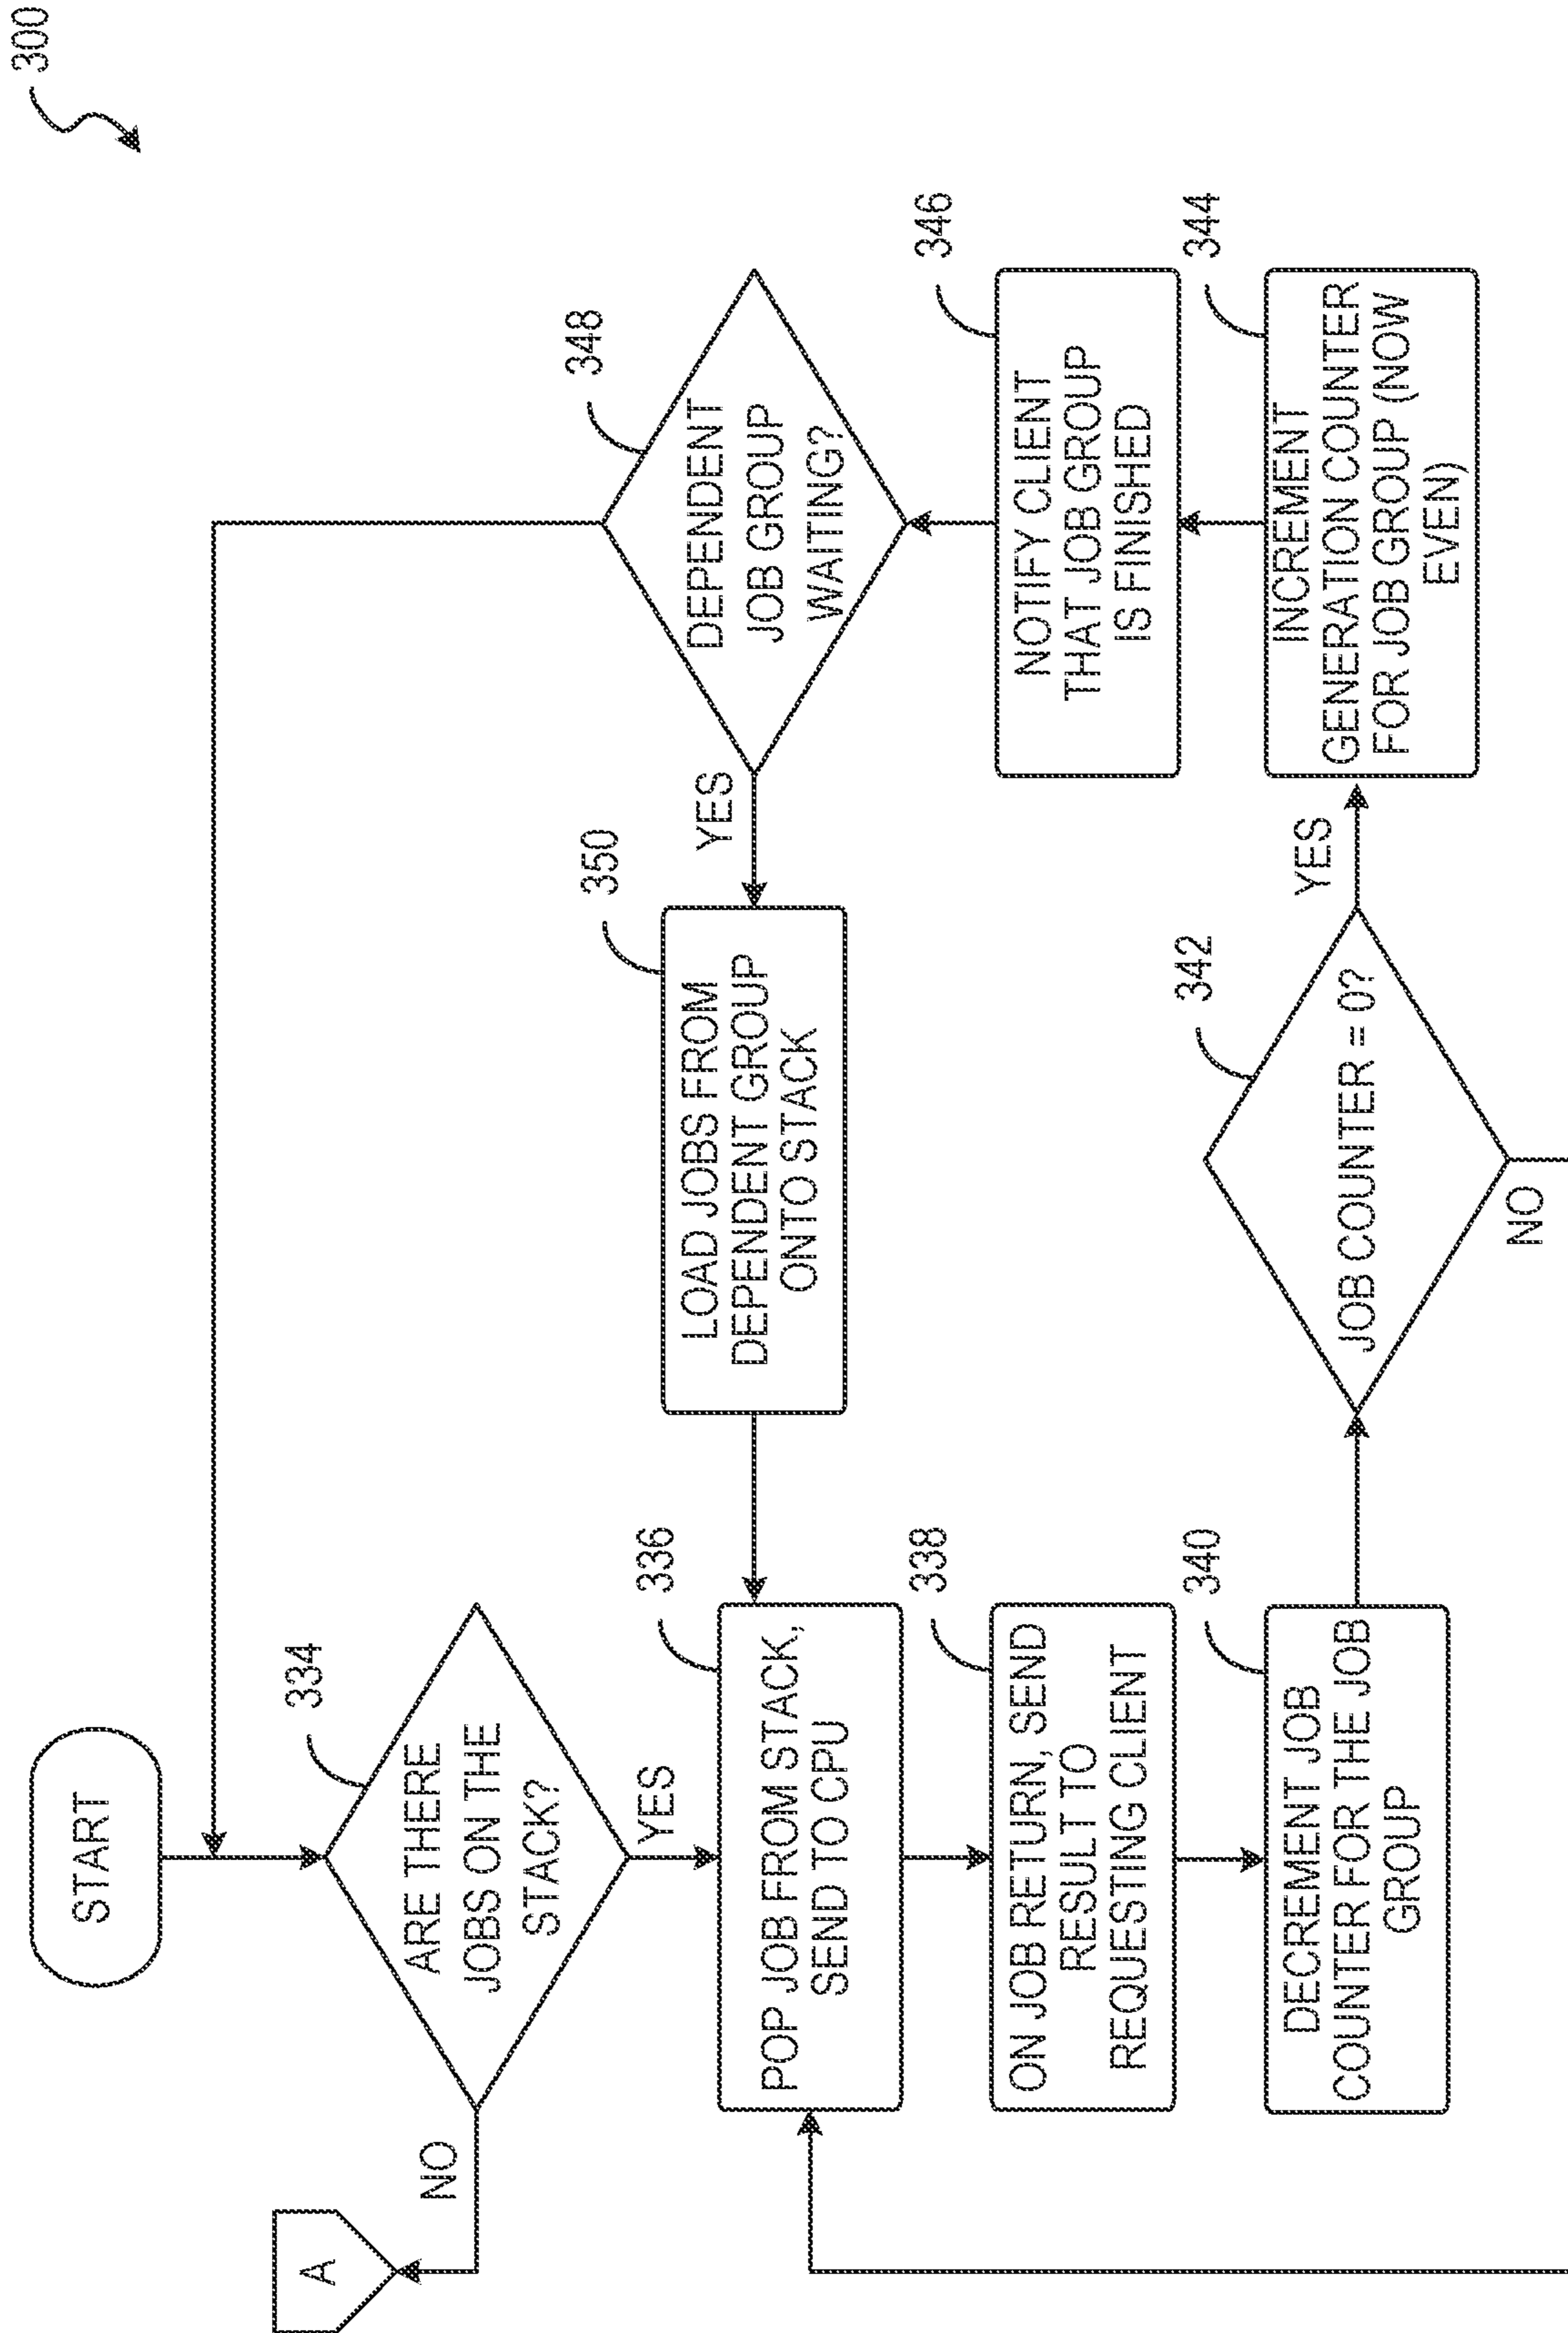 300
START
334
ARE THERE
JOBS ON THE
STACK?
NO
A
YES
336
POP JOB FROM STACK,
SEND TO CPU
338
ON JOB RETURN, SEND
RESULT TO
REQUESTING CLIENT
340
DECREMENT JOB
COUNTER FOR THE JOB
GROUP
342
JOB COUNTER = 0?
NO
YES
344
INCREMENT
GENERATION COUNTER
FOR JOB GROUP (NOW
EVEN)
346
NOTIFY CLIENT
THAT JOB GROUP
IS FINISHED
348
DEPENDENT
JOB GROUP
WAITING?
YES
350
LOAD JOBS FROM
DEPENDENT GROUP
ONTO STACK